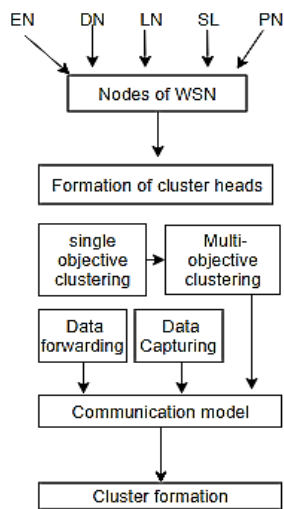 EN DN LN SL PN
Nodes of WSN
Formation of cluster heads
single
objective
clustering
Multi-
objective
clustering
Data
forwarding
Data
Capturing
Communication model
Cluster formation